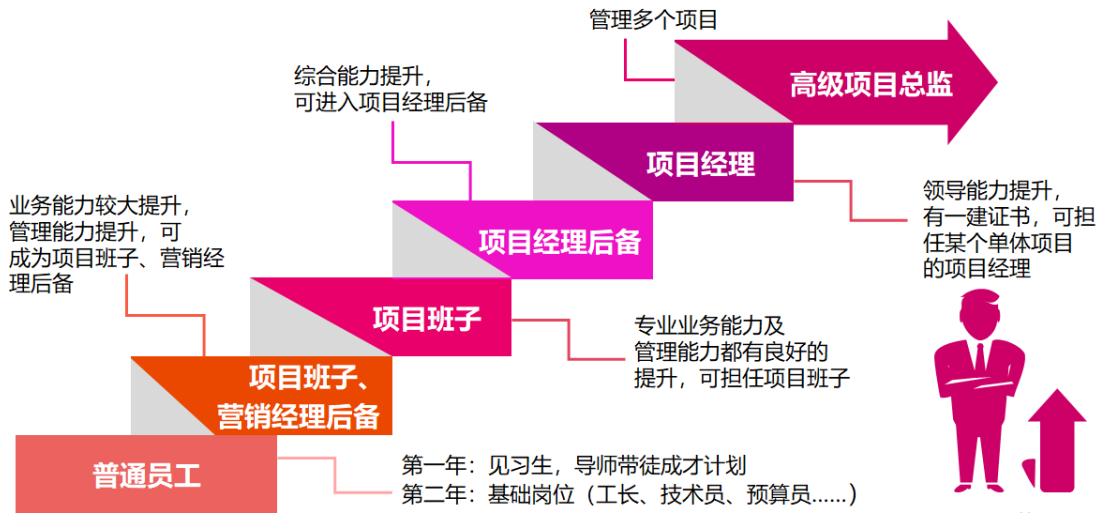 管理多个项目
高级项目总监
综合能力提升，
可进入项目经理后备
项目经理
领导能力提升，
有一建证书，可担
任某个单体项目
的项目经理
业务能力较大提升，
管理能力提升，可
成为项目班子、营销经
理后备
项目经理后备
项目班子
专业业务能力及
管理能力都有良好的
提升，可担任项目班子
项目班子、
营销经理后备
普通员工
第一年：见习生，导师带徒成才计划
第二年：基础岗位（工长、技术员、预算员……）